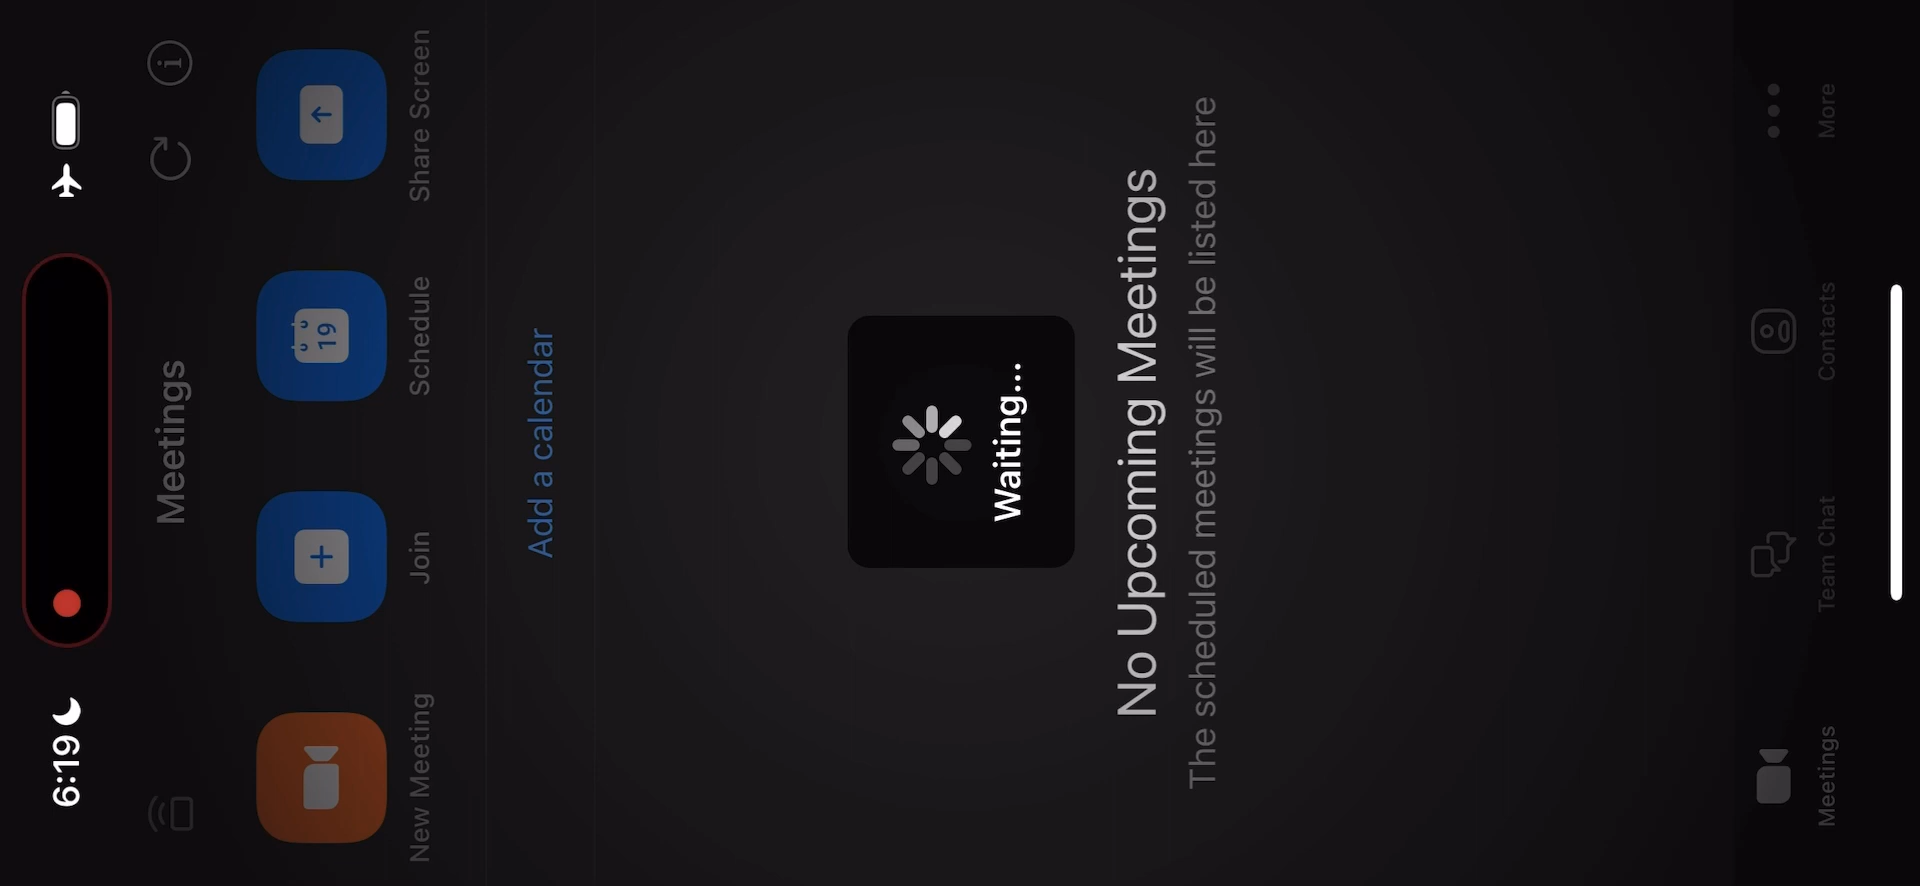 6:19
Meetings
New Meeting
Join
19
Schedule
Share Screen
Add a calendar
Waiting...
No Upcoming Meetings
The scheduled meetings will be listed here
Meetings
Team Chat
Contacts
More